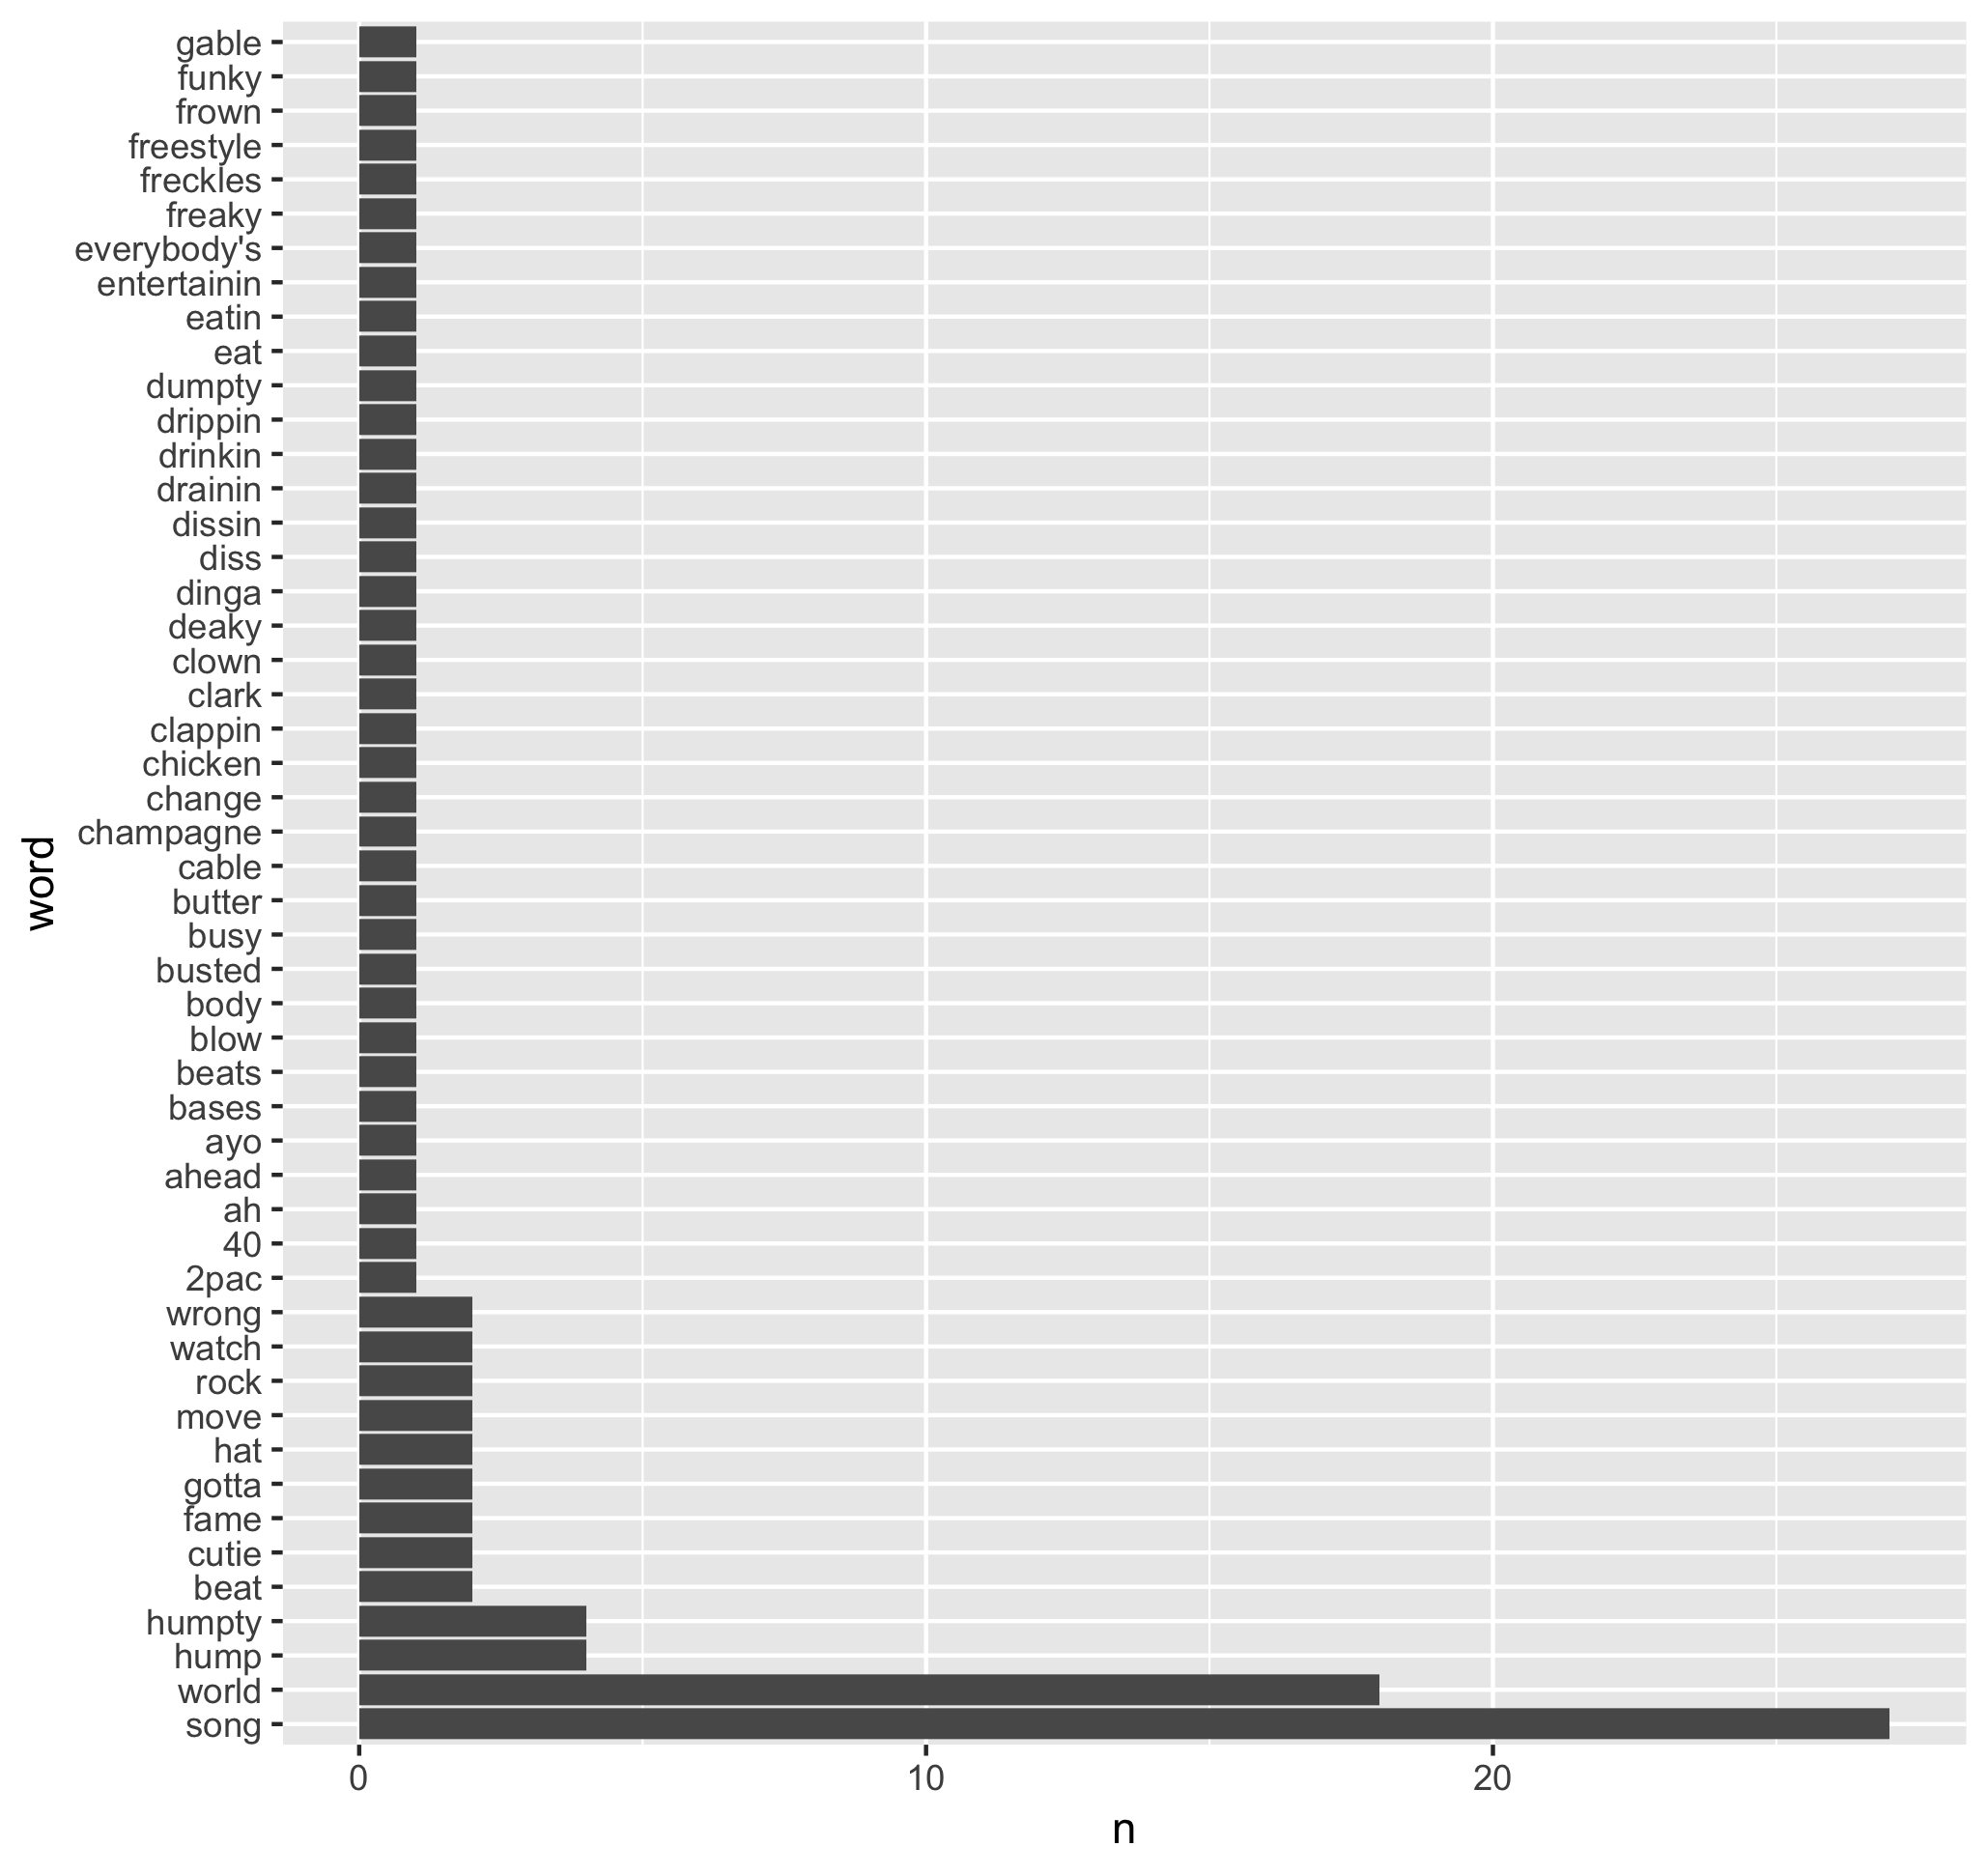 gable
funky
frown
freestyle
freckles
freaky
everybody's
entertainin
eatin
eat
dumpty
drippin
drinkin
drainin
dissin
diss
dinga
deaky
clown
clark
clappin
chicken
change
champagne
cable
butter
busy
busted
body
blow
beats
bases
ayo
ahead
ah
40
2pac
wrong
watch
rock
move
hat
gotta
fame
cutie
beat
humpty
hump
world
song
word
0 10 20
n